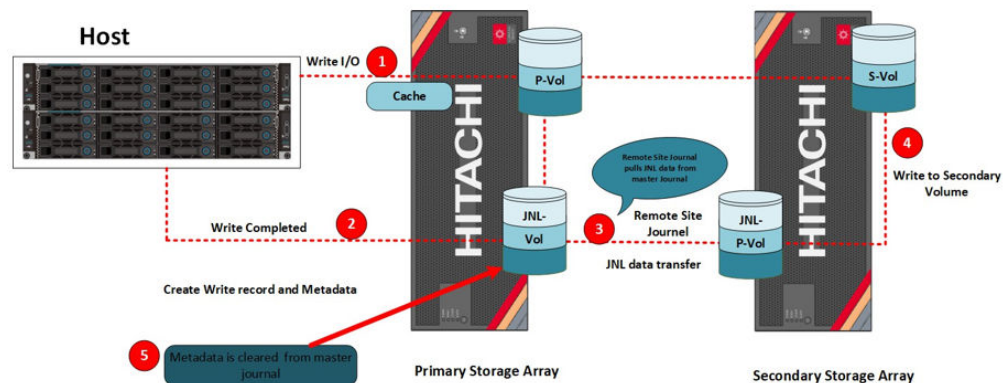 Host
Write I/O
1
Cache
P-Vol
HITACHI
S-Vol
HITACHI
4
Write to Secondary
Volume
Remote Site Journal
pulls JNL data from
master Journal
Write Completed
2
JNL-
Vol
3
Remote Site
Journel
JNL data transfer
JNL-
P-Vol
Create Write record and Metadata
5
Metadata is cleared from master
journal
Primary Storage Array
Secondary Storage Array